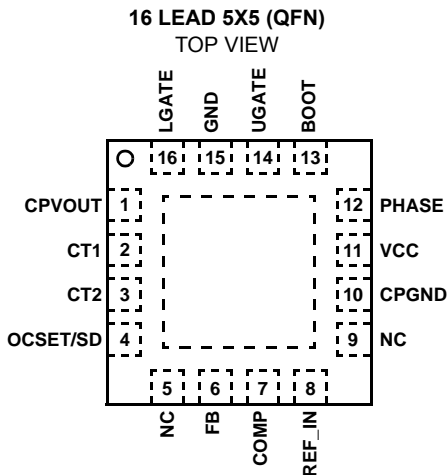 16 LEAD 5X5 (QFN)
TOP VIEW
LGATE
GND
UGATE
BOOT
16
15
14
13
CPVOUT 1
12 PHASE
CT1 2
11 VCC
CT2 3
10 CPGND
OCSET/SD 4
9 NC
5
6
7
8
NC
FB
COMP
REF_IN